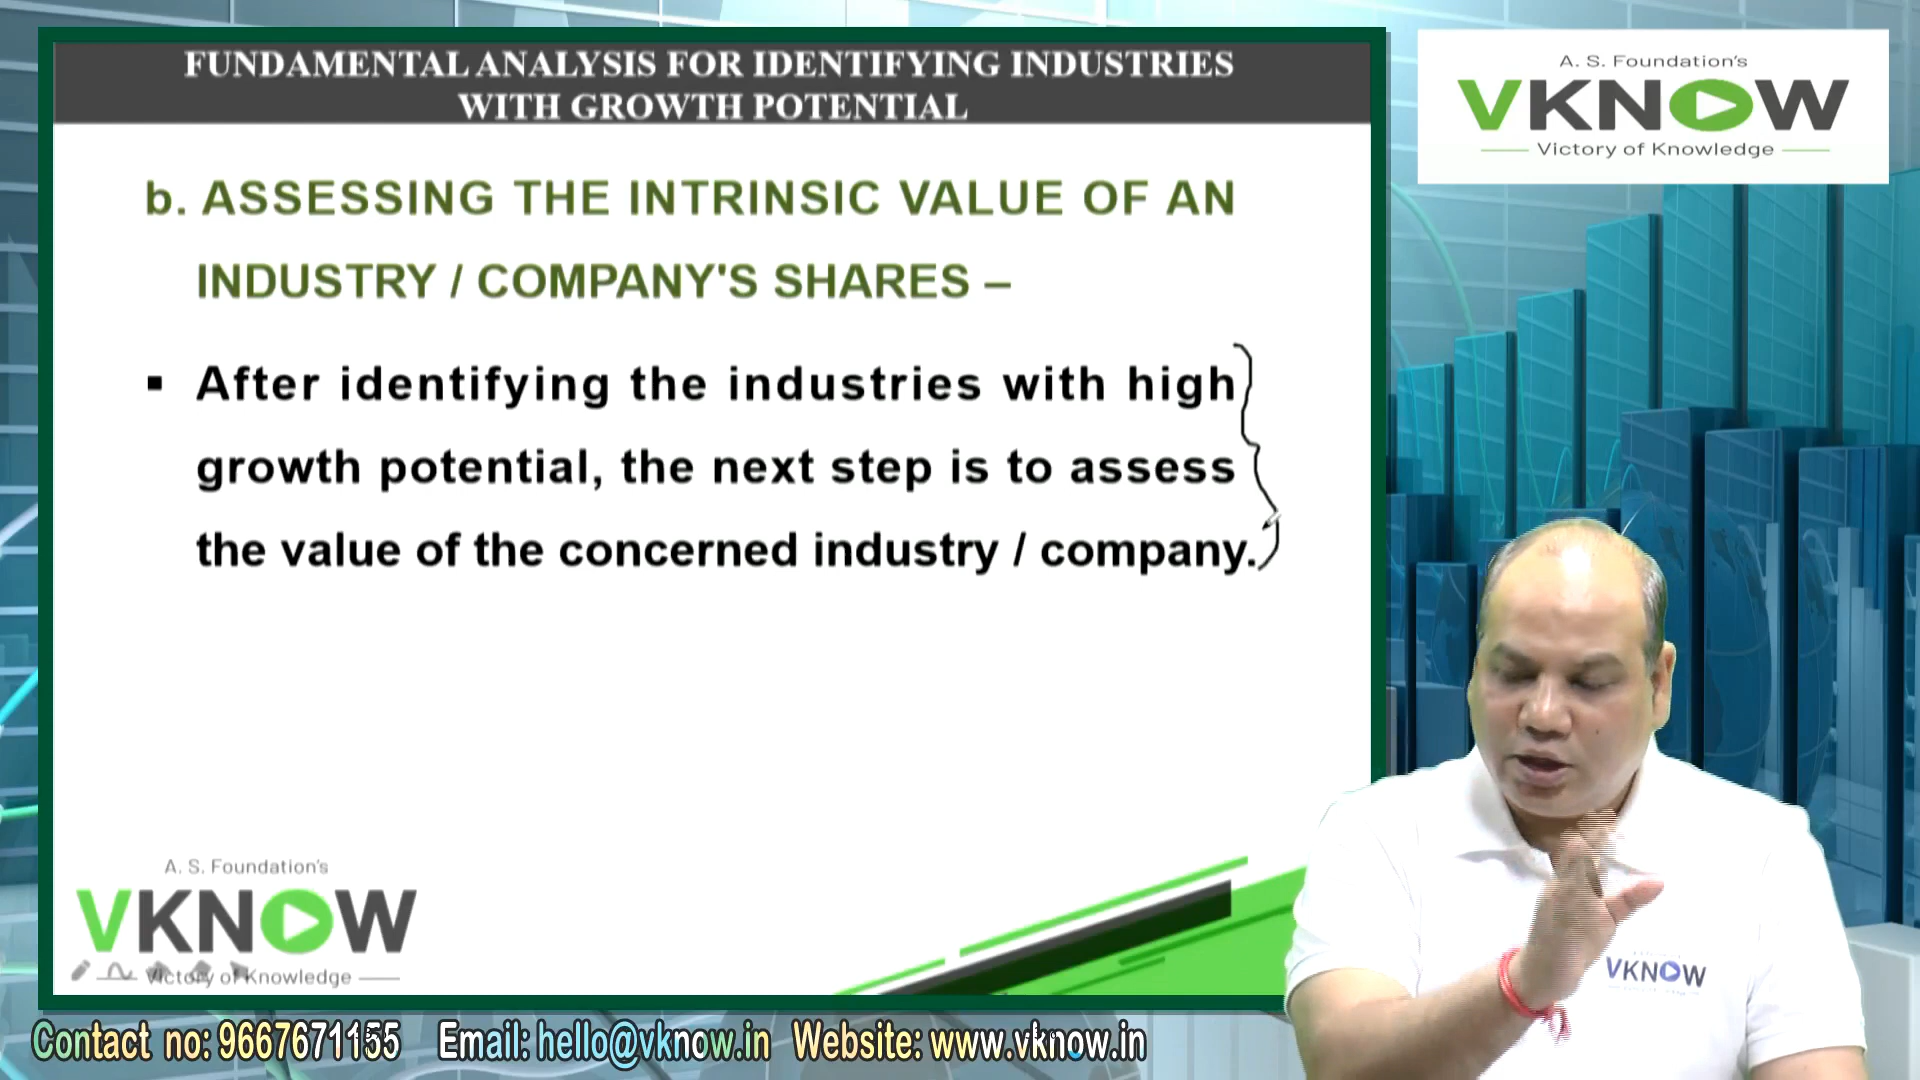 FUNDAMENTAL ANALYSIS FOR IDENTIFYING INDUSTRIES
WITH GROWTH POTENTIAL
A. S. Foundation's
VKNOW
Victory of Knowledge
b. ASSESSING THE INTRINSIC VALUE OF AN
INDUSTRY / COMPANY'S SHARES –
▪ After identifying the industries with high
growth potential, the next step is to assess
the value of the concerned industry / company.
A. S. Foundation's
VKNOW
Victory of Knowledge
VKNOW
Contact no: 9667671155 Email: hello@vknow.in Website: www.vknow.in